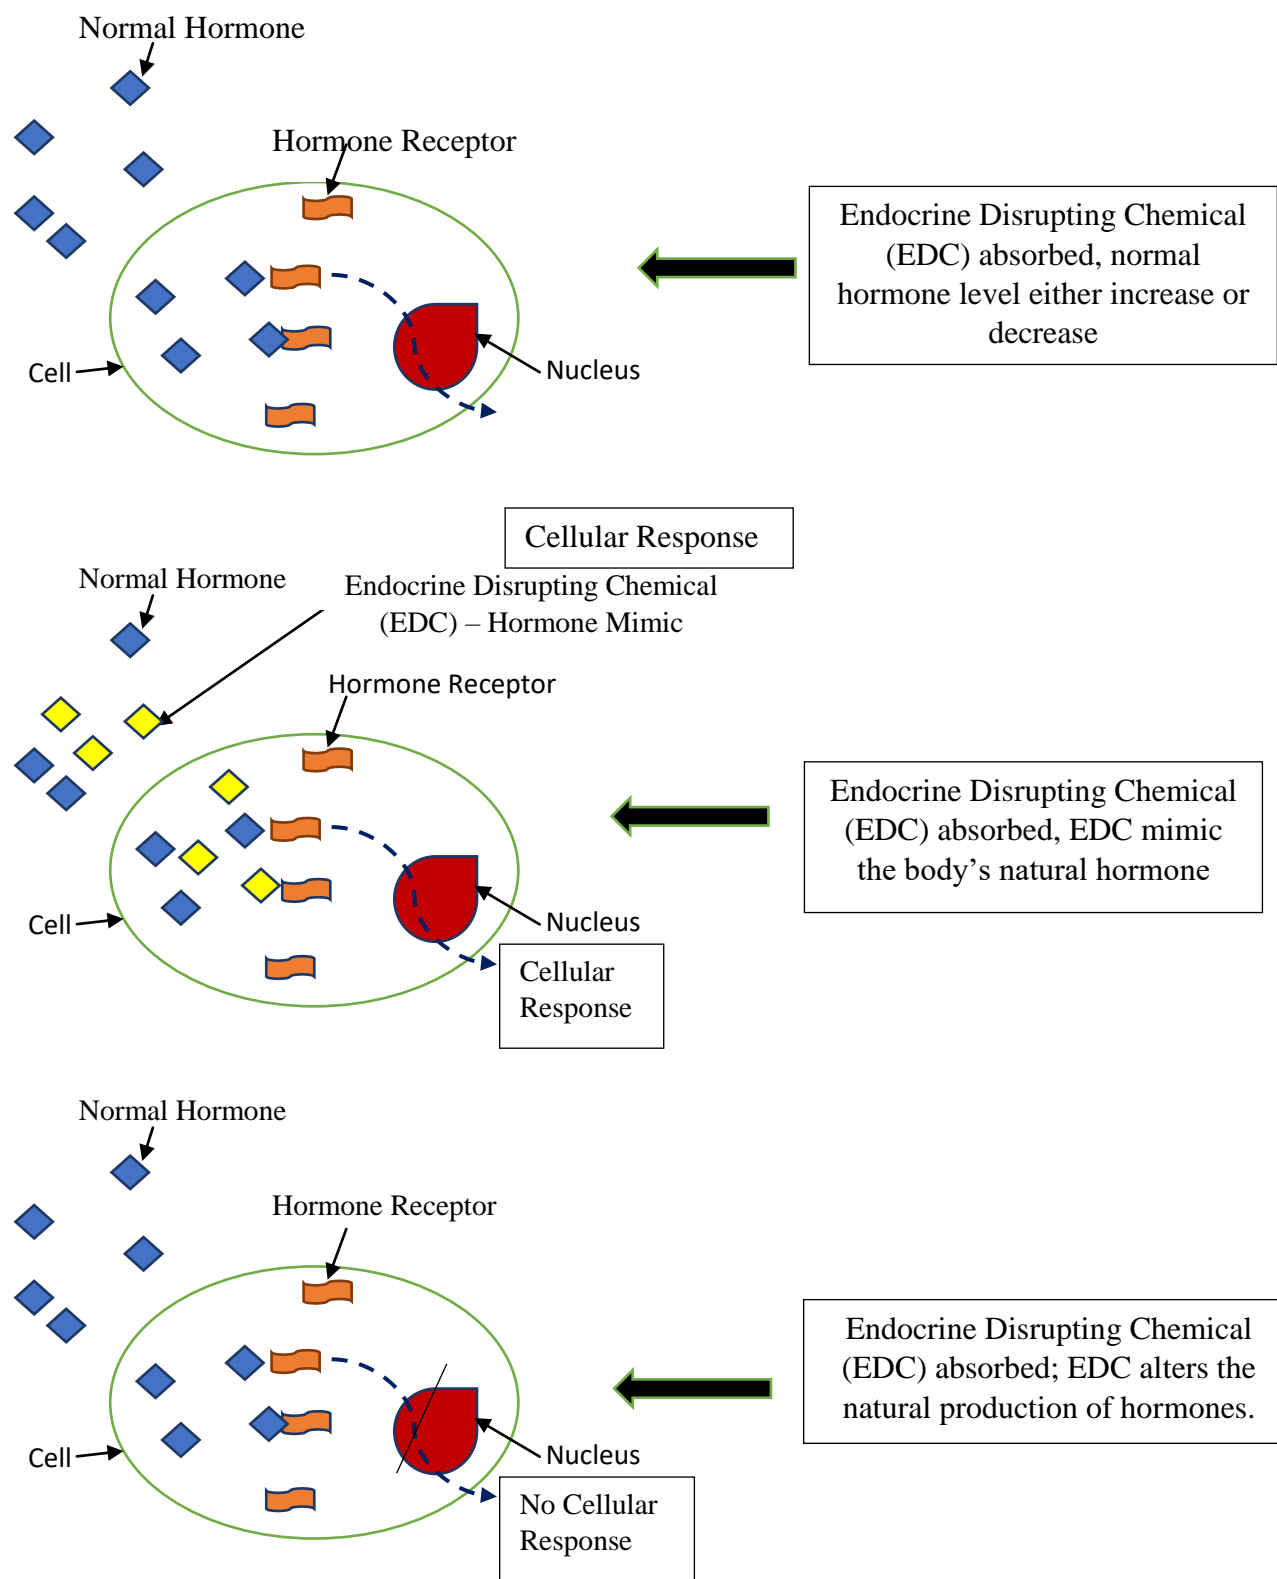 Normal Hormone
Hormone Receptor
Endocrine Disrupting Chemical
(EDC) absorbed, normal
hormone level either increase or
decrease
Cell
Nucleus
Cellular Response
Normal Hormone
Endocrine Disrupting Chemical
(EDC) – Hormone Mimic
Hormone Receptor
Endocrine Disrupting Chemical
(EDC) absorbed, EDC mimic
the body’s natural hormone
Cell
Nucleus
Cellular
Response
Normal Hormone
Hormone Receptor
Endocrine Disrupting Chemical
(EDC) absorbed; EDC alters the
natural production of hormones.
Cell
Nucleus
No Cellular
Response